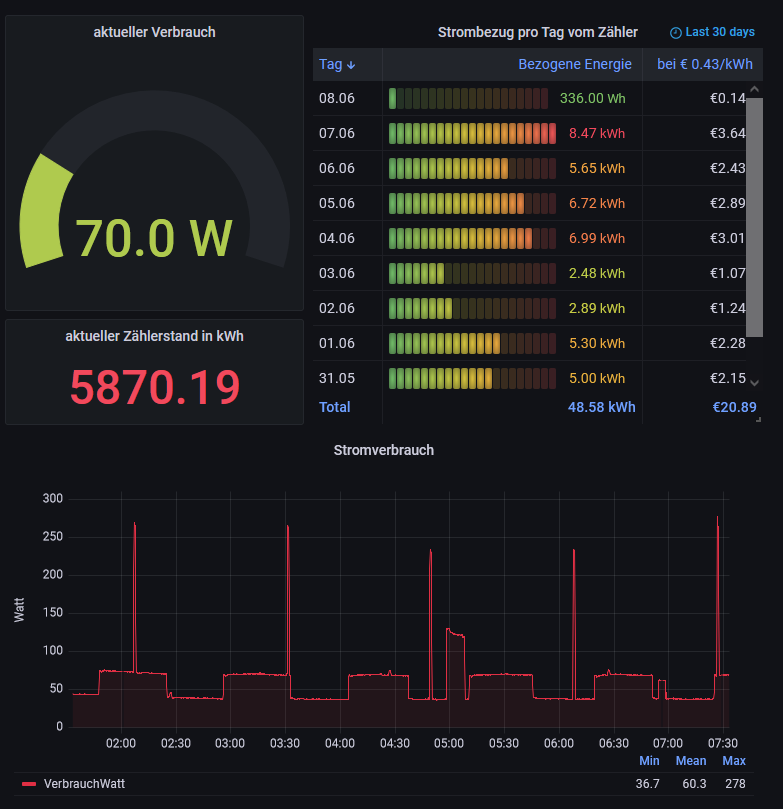 aktueller Verbrauch
70.0 W
aktueller Zählerstand in kWh
5870.19
Strombezug pro Tag vom Zähler Last 30 days
Tag Bezogene Energie bei € 0.43/kWh
08.06 336.00 Wh €0.14
07.06 8.47 kWh €3.64
06.06 5.65 kWh €2.43
05.06 6.72 kWh €2.89
04.06 6.99 kWh €3.01
03.06 2.48 kWh €1.07
02.06 2.89 kWh €1.24
01.06 5.30 kWh €2.28
31.05 5.00 kWh €2.15
Total 48.58 kWh €20.89
Stromverbrauch
Watt
300
250
200
150
100
50
0
02:00 02:30 03:00 03:30 04:00 04:30 05:00 05:30 06:00 06:30 07:00 07:30
Min Mean Max
VerbrauchWatt 36.7 60.3 278